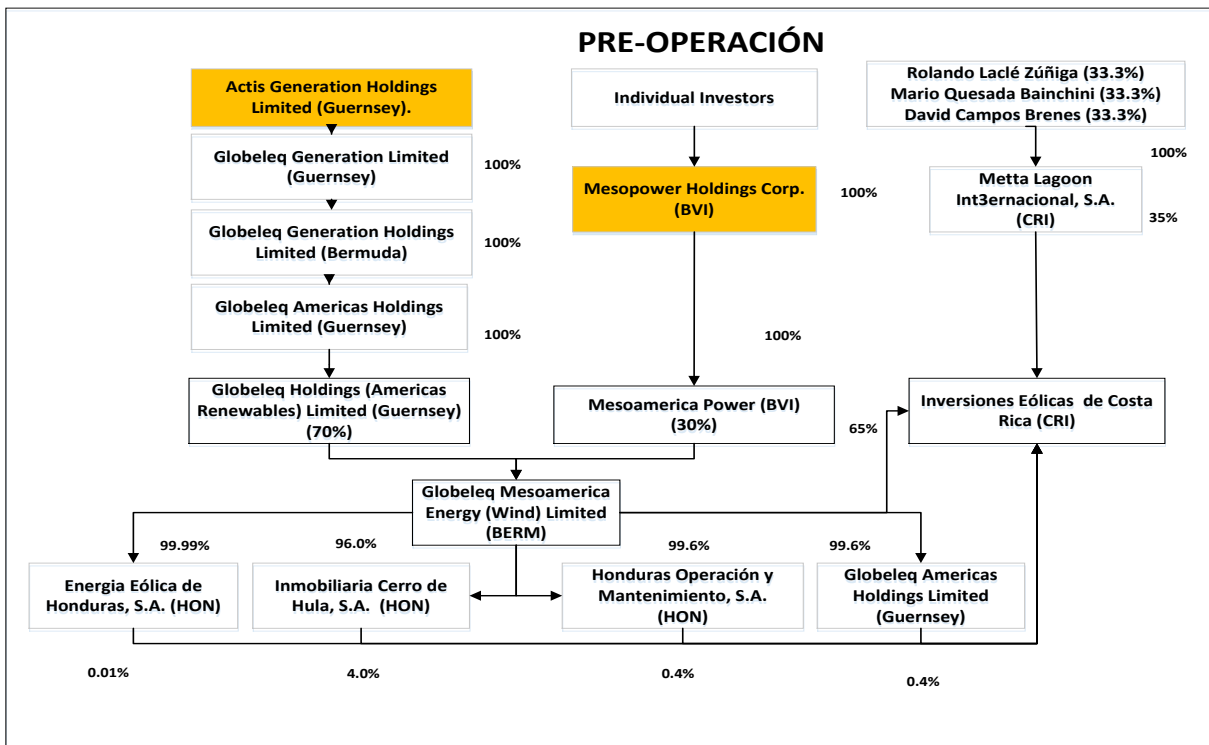 PRE-OPERACIÓN
Actis Generation Holdings
Limited (Guernsey).
Globeleq Generation Limited
(Guernsey)
100%
Globeleq Generation Holdings
Limited (Bermuda)
100%
Globeleq Americas Holdings
Limited (Guernsey)
100%
Globeleq Holdings (Americas
Renewables) Limited (Guernsey)
(70%)
Individual Investors
Mesopower Holdings Corp.
(BVI)
100%
100%
Mesoamerica Power (BVI)
(30%)
Rolando Laclé Zúñiga (33.3%)
Mario Quesada Bainchini (33.3%)
David Campos Brenes (33.3%)
100%
Metta Lagoon
Int3ernacional, S.A.
(CRI)
35%
Inversiones Eólicas de Costa
Rica (CRI)
65%
Globeleq Mesoamerica
Energy (Wind) Limited
(BERM)
99.99%
96.0%
99.6%
99.6%
Energia Eólica de
Honduras, S.A. (HON)
Inmobiliaria Cerro de
Hula, S.A. (HON)
Honduras Operación y
Mantenimiento, S.A.
(HON)
Globeleq Americas
Holdings Limited
(Guernsey)
0.01%
4.0%
0.4%
0.4%